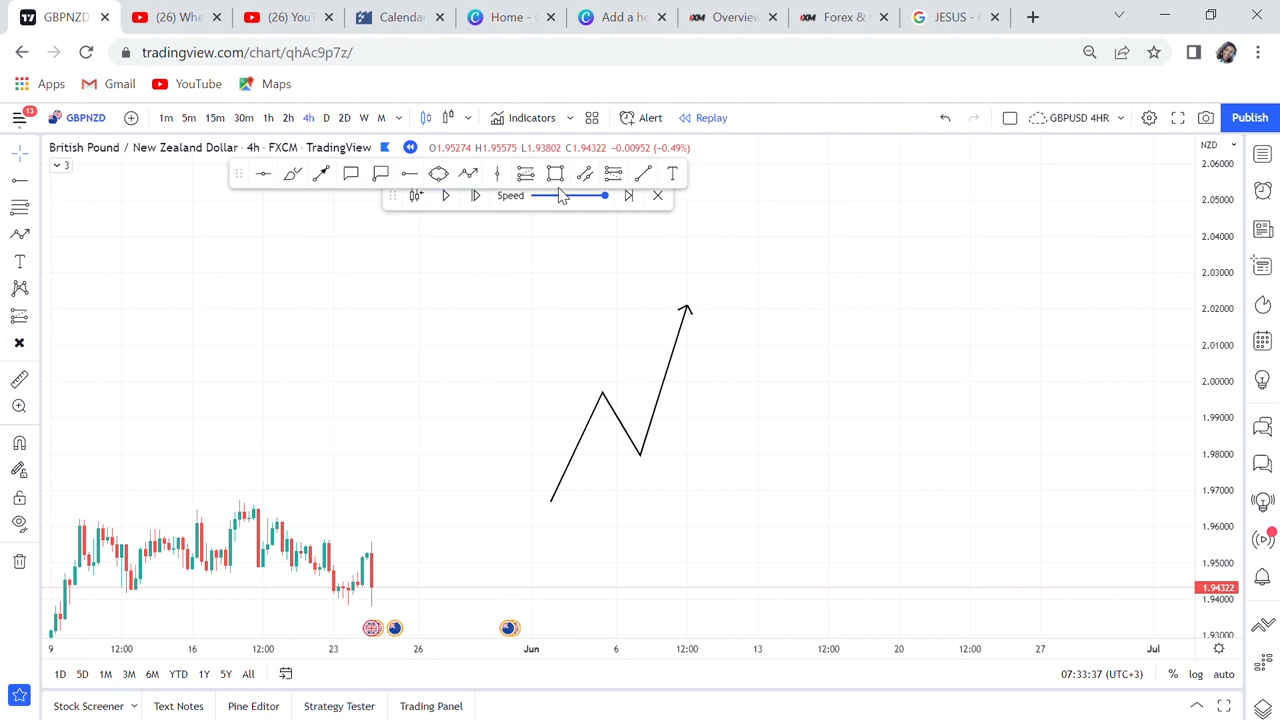 GBPNZD
(26) Whe
(26) YouT
Calendar
Home -
Add a he
Overview
Forex &
JESUS - G
tradingview.com/chart/qhAc9p7z/
Apps Gmail YouTube Maps
13
GBPNZD 1m 5m 15m 30m 1h 2h 4h D 2D W M Indicators Alert Replay GBPUSD 4HR Publish
British Pound / New Zealand Dollar · 4h · FXCM · TradingView O1.95274 H1.95575 L1.93802 C1.94322 −0.00952 (−0.49%)
NZD
3
T
Speed
T
2.06000
2.05000
2.04000
2.03000
2.02000
2.01000
2.00000
1.99000
1.98000
1.97000
1.96000
1.95000
1.94322
1.94000
1.93000
9 12:00 16 12:00 23 26 Jun 6 12:00 13 12:00 20 12:00 27 Jul
1D 5D 1M 3M 6M YTD 1Y 5Y All 07:33:37 (UTC+3) % log auto
Stock Screener Text Notes Pine Editor Strategy Tester Trading Panel